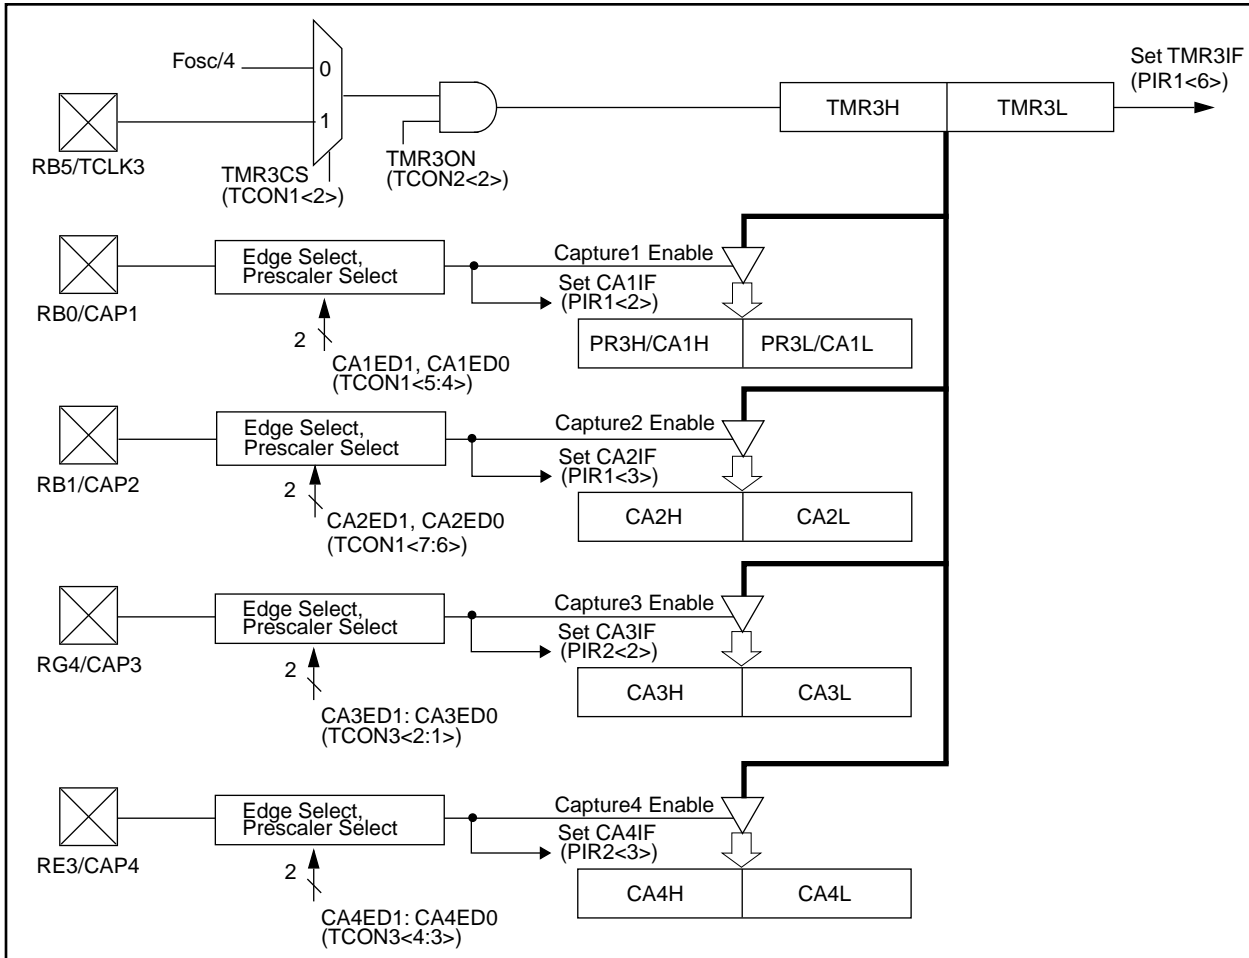 Set TMR3IF
(PIR1<6>)
Fosc/4
0
1
TMR3H
TMR3L
RB5/TCLK3
TMR3CS
(TCON1<2>)
TMR3ON
(TCON2<2>)
Edge Select,
Prescaler Select
Capture1 Enable
Set CA1IF
(PIR1<2>)
RB0/CAP1
2
PR3H/CA1H
PR3L/CA1L
CA1ED1, CA1ED0
(TCON1<5:4>)
Edge Select,
Prescaler Select
Capture2 Enable
Set CA2IF
(PIR1<3>)
RB1/CAP2
2
CA2H
CA2L
CA2ED1, CA2ED0
(TCON1<7:6>)
Edge Select,
Prescaler Select
Capture3 Enable
Set CA3IF
(PIR2<2>)
RG4/CAP3
2
CA3H
CA3L
CA3ED1: CA3ED0
(TCON3<2:1>)
Edge Select,
Prescaler Select
Capture4 Enable
Set CA4IF
(PIR2<3>)
RE3/CAP4
2
CA4H
CA4L
CA4ED1: CA4ED0
(TCON3<4:3>)